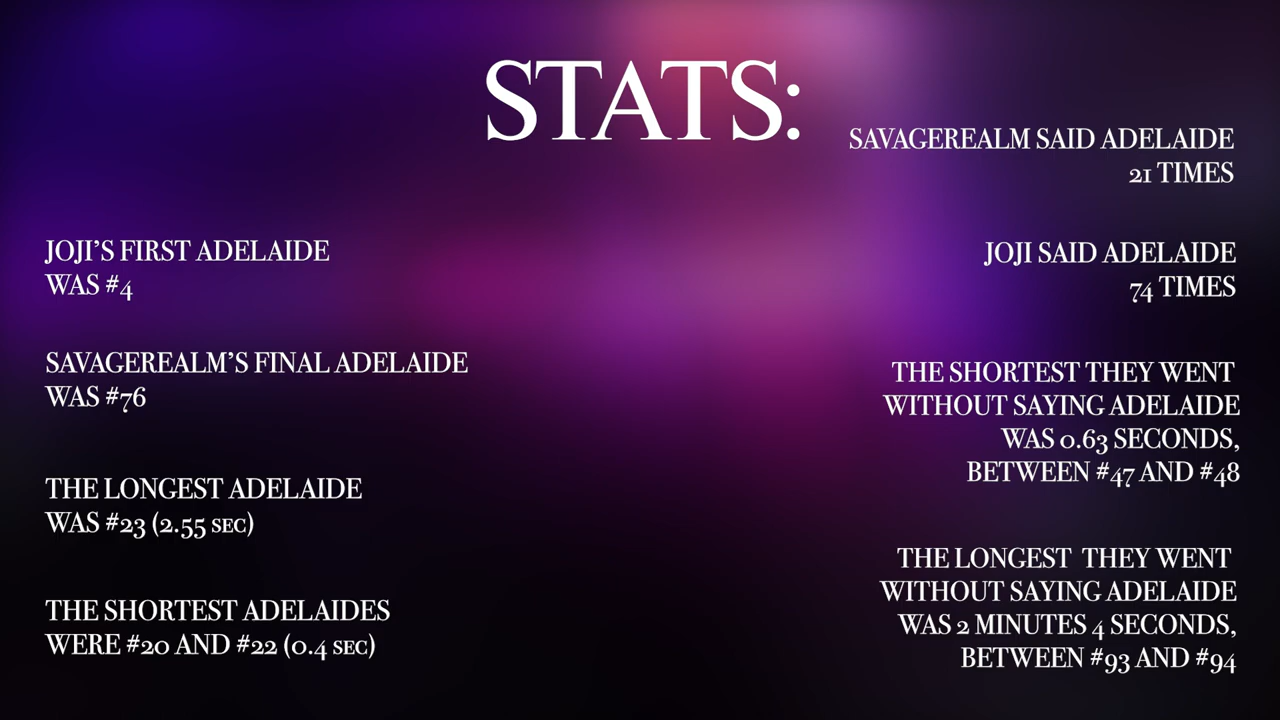 STATS:
JOJI'S FIRST ADELAIDE
WAS #4
SAVAGEREALM'S FINAL ADELAIDE
WAS #76
THE LONGEST ADELAIDE
WAS #23 (2.55 SEC)
THE SHORTEST ADELAIDES
WERE #20 AND #22 (0.4 SEC)
SAVAGEREALM SAID ADELAIDE
21 TIMES
JOJI SAID ADELAIDE
74 TIMES
THE SHORTEST THEY WENT
WITHOUT SAYING ADELAIDE
WAS 0.63 SECONDS,
BETWEEN #47 AND #48
THE LONGEST THEY WENT
WITHOUT SAYING ADELAIDE
WAS 2 MINUTES 4 SECONDS,
BETWEEN #93 AND #94